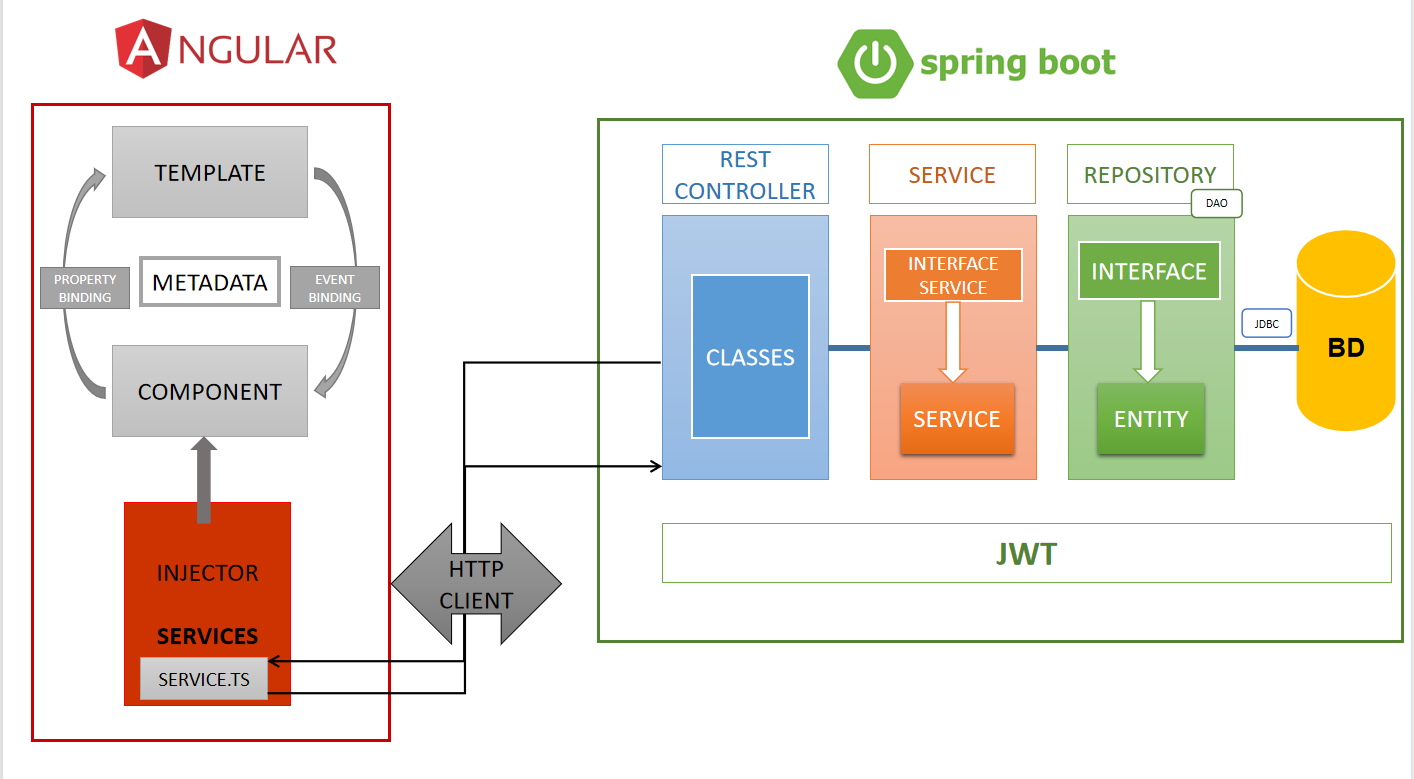 ANGULAR
spring boot
TEMPLATE
PROPERTY
BINDING
METADATA
EVENT
BINDING
COMPONENT
INJECTOR
SERVICES
SERVICE.TS
HTTP
CLIENT
REST
CONTROLLER
CLASSES
SERVICE
INTERFACE
SERVICE
SERVICE
REPOSITORY
DAO
INTERFACE
ENTITY
JDBC
BD
JWT